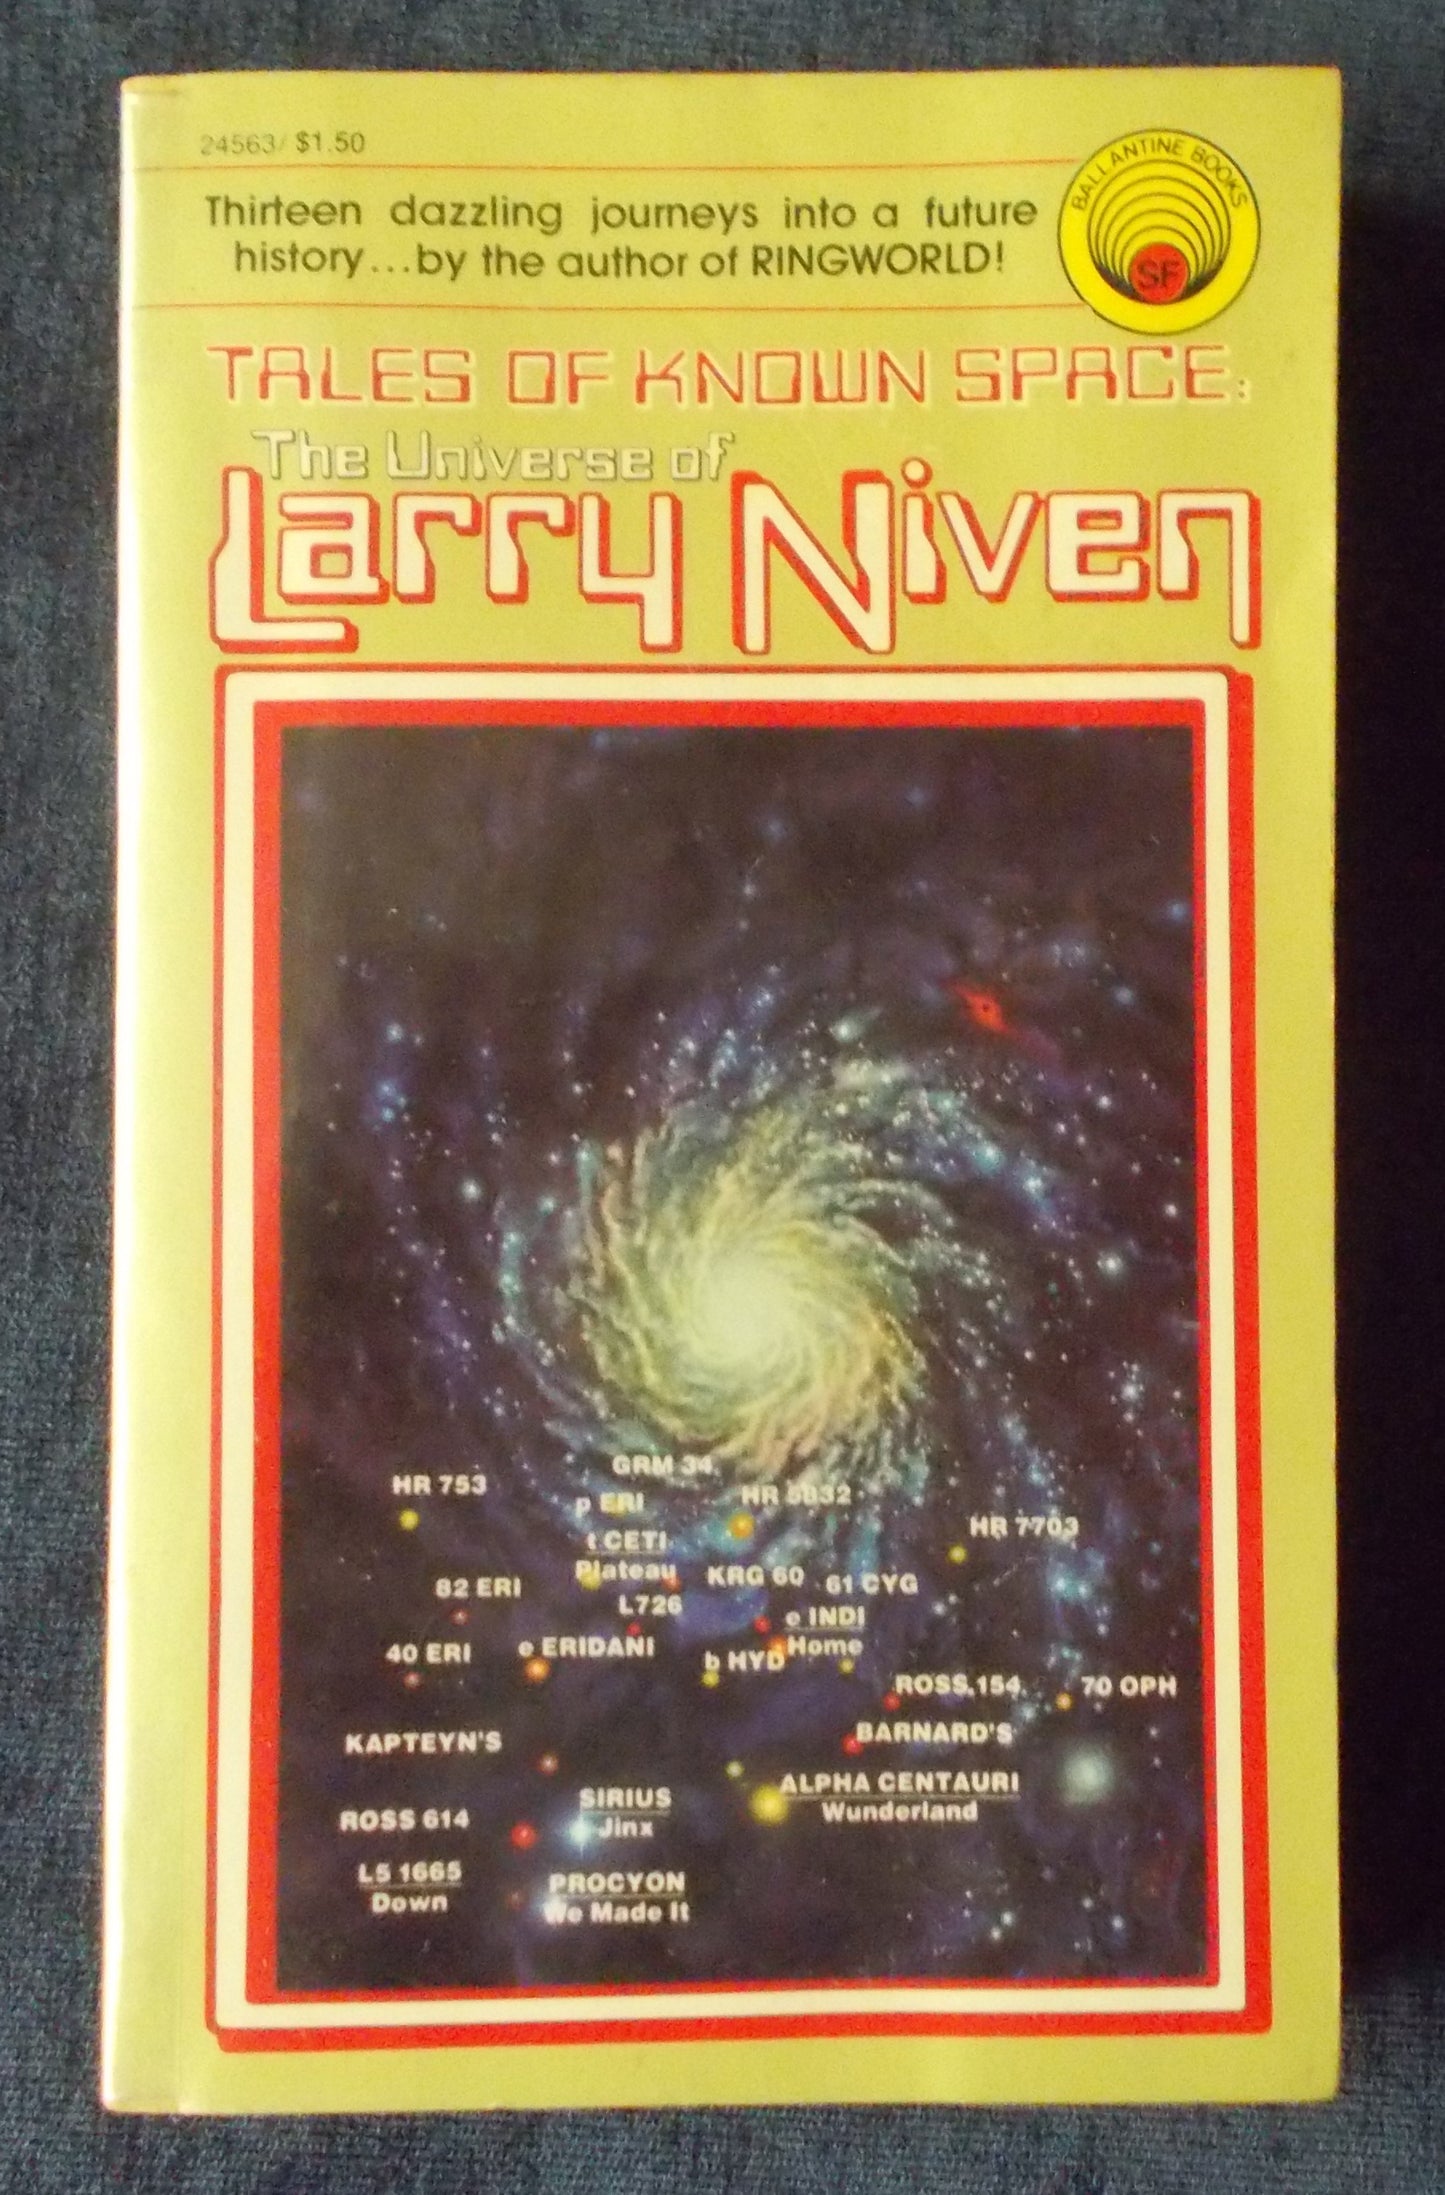 24563/ $1.50
BALLANTINE BOOKS
SF
Thirteen dazzling journeys into a future
history...by the author of RINGWORLD!
TALES OF KNOWN SPACE:
The Universe of
Larry Niven
GRM 34
HR 753
p ERI
HR 5032
HR 7703
t CETI
Plateau
KRG 60
61 CYG
82 ERI
L726
e INDI
Home
40 ERI
e ERIDANI
b HYD
ROSS 154
70 OPH
KAPTEYN'S
BARNARD'S
ALPHA CENTAURI
Wunderland
SIRIUS
Jinx
ROSS 614
L5 1665
Down
PROCYON
We Made It